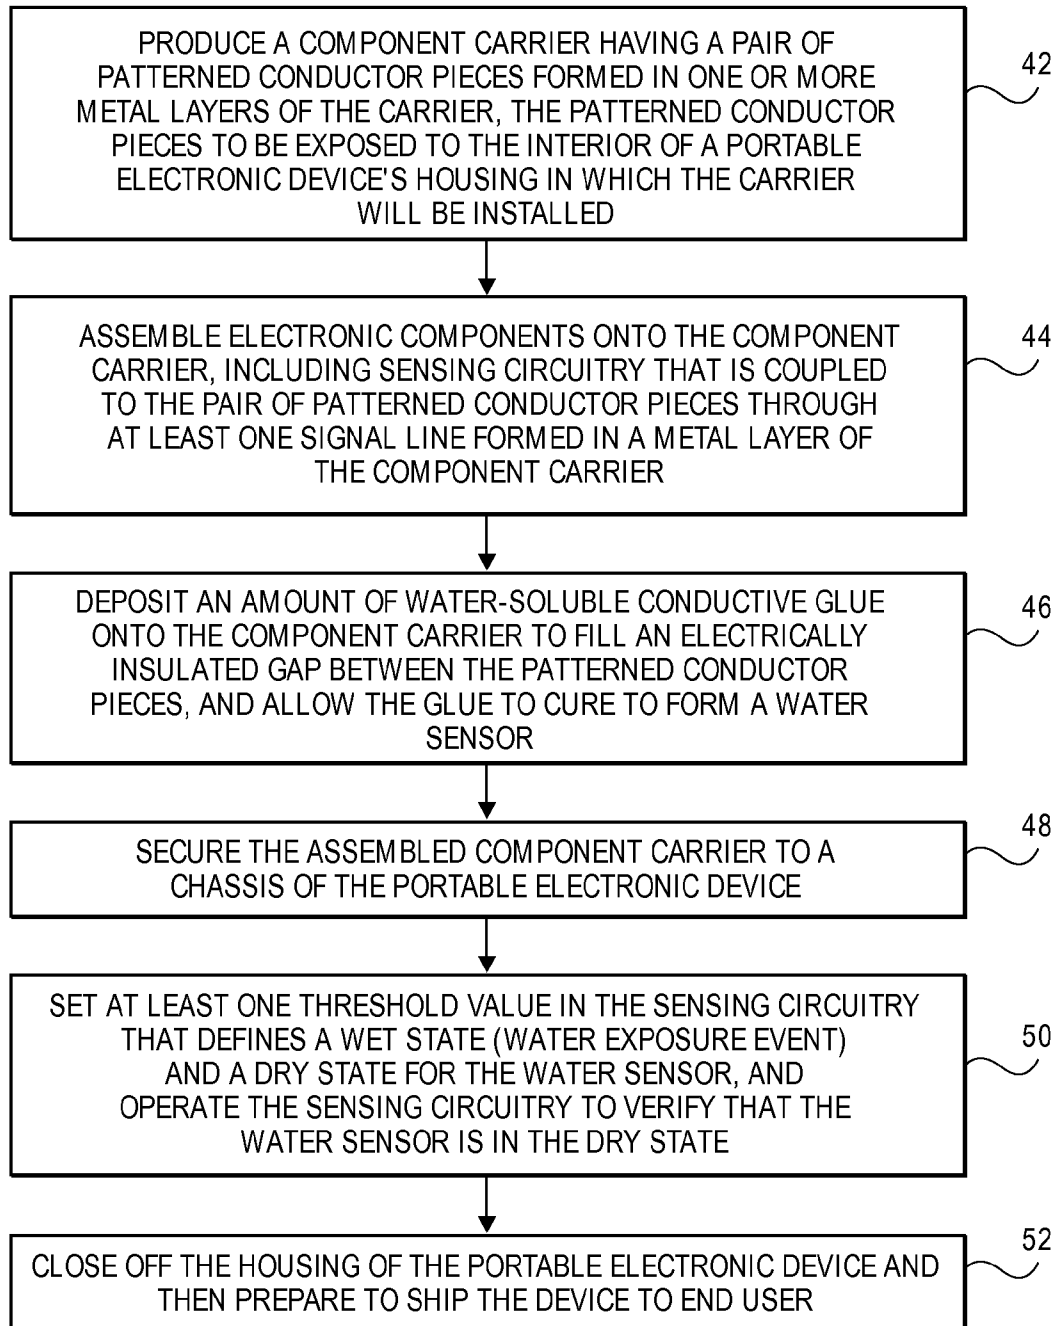 PRODUCE A COMPONENT CARRIER HAVING A PAIR OF
PATTERNED CONDUCTOR PIECES FORMED IN ONE OR MORE
METAL LAYERS OF THE CARRIER, THE PATTERNED CONDUCTOR
PIECES TO BE EXPOSED TO THE INTERIOR OF A PORTABLE
ELECTRONIC DEVICE'S HOUSING IN WHICH THE CARRIER
WILL BE INSTALLED
42
ASSEMBLE ELECTRONIC COMPONENTS ONTO THE COMPONENT
CARRIER, INCLUDING SENSING CIRCUITRY THAT IS COUPLED
TO THE PAIR OF PATTERNED CONDUCTOR PIECES THROUGH
AT LEAST ONE SIGNAL LINE FORMED IN A METAL LAYER OF
THE COMPONENT CARRIER
44
DEPOSIT AN AMOUNT OF WATER-SOLUBLE CONDUCTIVE GLUE
ONTO THE COMPONENT CARRIER TO FILL AN ELECTRICALLY
INSULATED GAP BETWEEN THE PATTERNED CONDUCTOR
PIECES, AND ALLOW THE GLUE TO CURE TO FORM A WATER
SENSOR
46
SECURE THE ASSEMBLED COMPONENT CARRIER TO A
CHASSIS OF THE PORTABLE ELECTRONIC DEVICE
48
SET AT LEAST ONE THRESHOLD VALUE IN THE SENSING CIRCUITRY
THAT DEFINES A WET STATE (WATER EXPOSURE EVENT)
AND A DRY STATE FOR THE WATER SENSOR, AND
OPERATE THE SENSING CIRCUITRY TO VERIFY THAT THE
WATER SENSOR IS IN THE DRY STATE
50
CLOSE OFF THE HOUSING OF THE PORTABLE ELECTRONIC DEVICE AND
THEN PREPARE TO SHIP THE DEVICE TO END USER
52